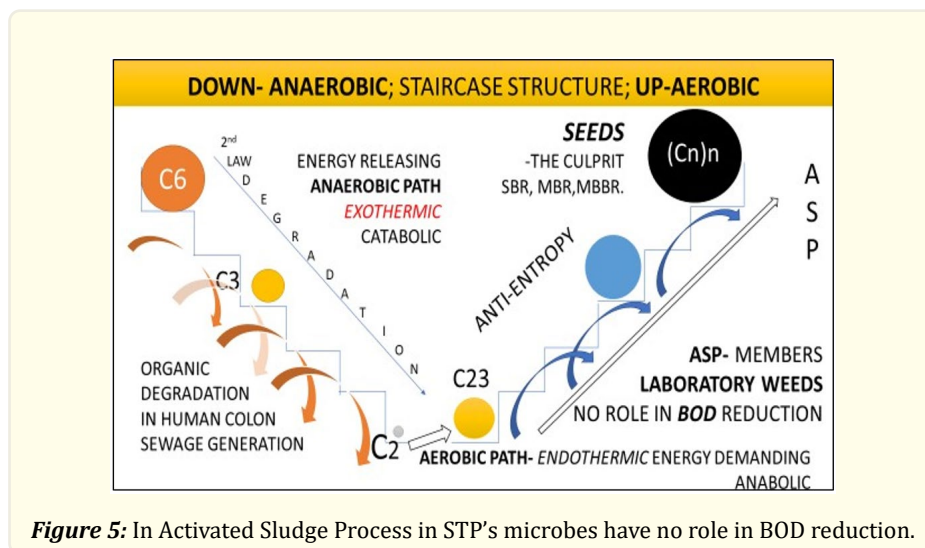 DOWN- ANAEROBIC; STAIRCASE STRUCTURE; UP-AEROBIC
C6
2nd
LAW
DEGRADATION
ENERGY RELEASING
ANAEROBIC PATH
EXOTHERMIC
CATABOLIC
SEEDS
-THE CULPRIT
SBR, MBR,MBBR.
(Cn)n
ASP
C3
ANTI-ENTROPY
ORGANIC
DEGRADATION
IN HUMAN COLON
SEWAGE GENERATION
C2
C23
ASP- MEMBERS
LABORATORY WEEDS
NO ROLE IN BOD REDUCTION
AEROBIC PATH- ENDOTHERMIC ENERGY DEMANDING
ANABOLIC
Figure 5: In Activated Sludge Process in STP's microbes have no role in BOD reduction.